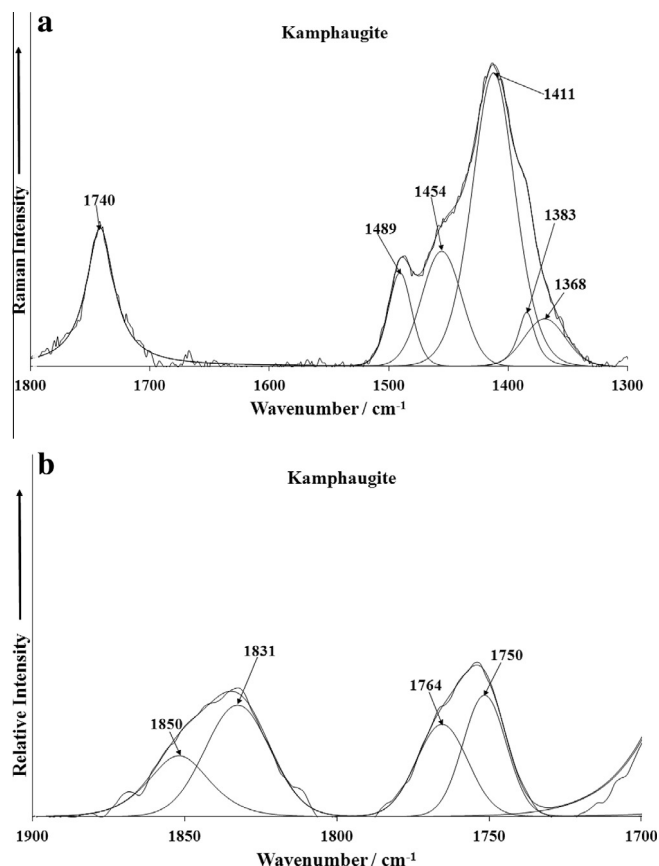 a
Kamphaugite
Raman Intensity
1740
1489
1454
1411
1383
1368
1800
1700
1600
1500
1400
1300
Wavenumber / cm⁻¹
b
Kamphaugite
Relative Intensity
1850
1831
1764
1750
1900
1850
1800
1750
1700
Wavenumber / cm⁻¹